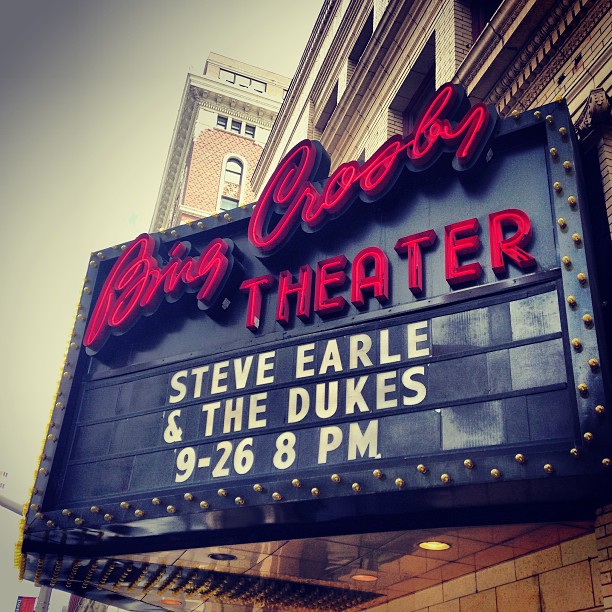 Bing Crosby
THEATER
STEVE EARLE
& THE DUKES
9-26 8 PM